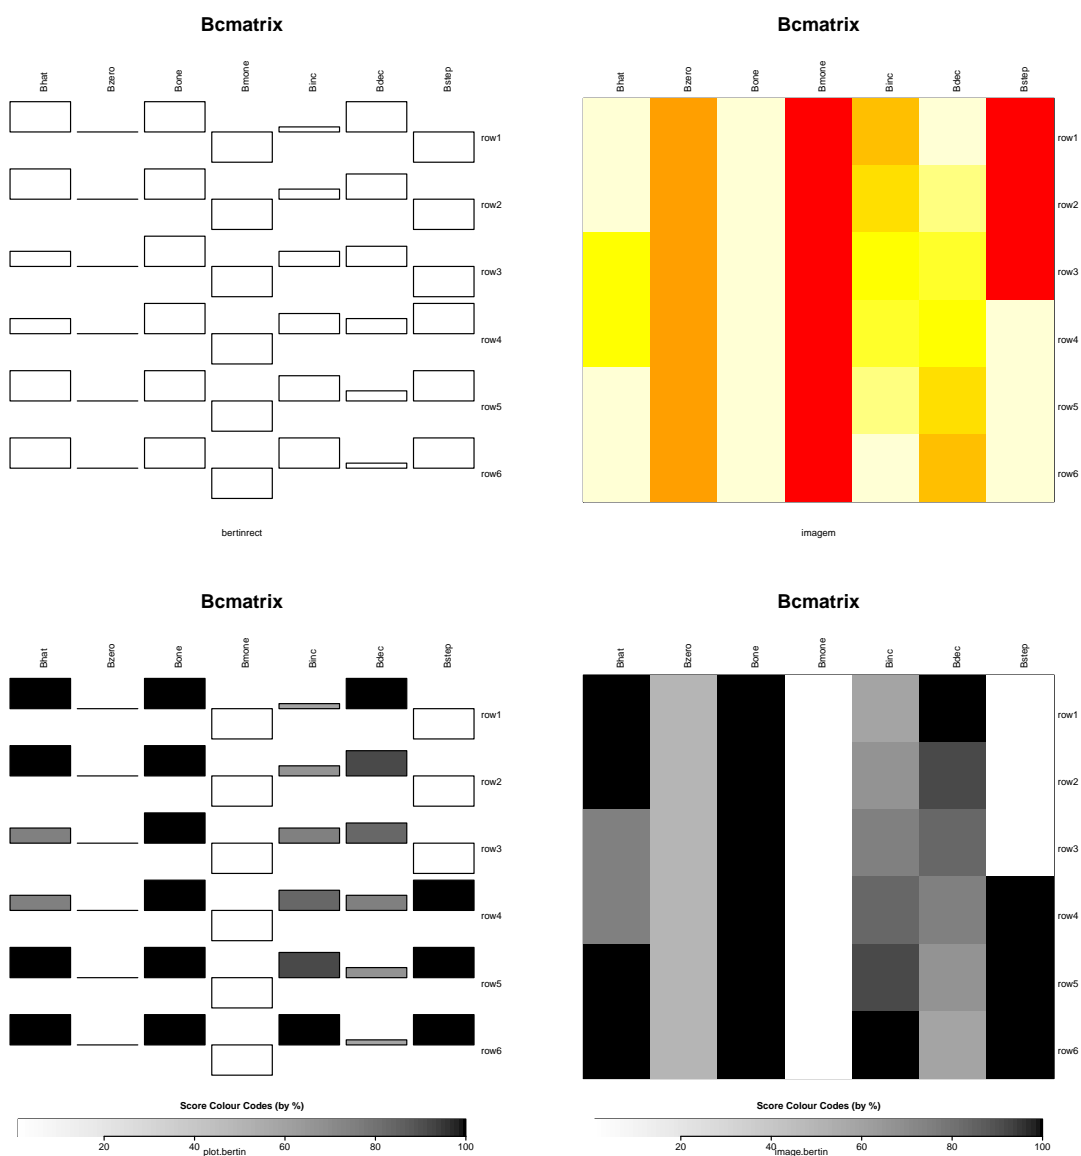 Bcmatrix
Bhat Bzero Bone Bmone Binc Bdec Bstep
row1
row2
row3
row4
row5
row6
bertinrect
Bcmatrix
Bhat Bzero Bone Bmone Binc Bdec Bstep
row1
row2
row3
row4
row5
row6
imagem
Bcmatrix
Bhat Bzero Bone Bmone Binc Bdec Bstep
row1
row2
row3
row4
row5
row6
Score Colour Codes (by %)
20 40 60 80 100
plot.bertin
Bcmatrix
Bhat Bzero Bone Bmone Binc Bdec Bstep
row1
row2
row3
row4
row5
row6
Score Colour Codes (by %)
20 40 60 80 100
image.bertin